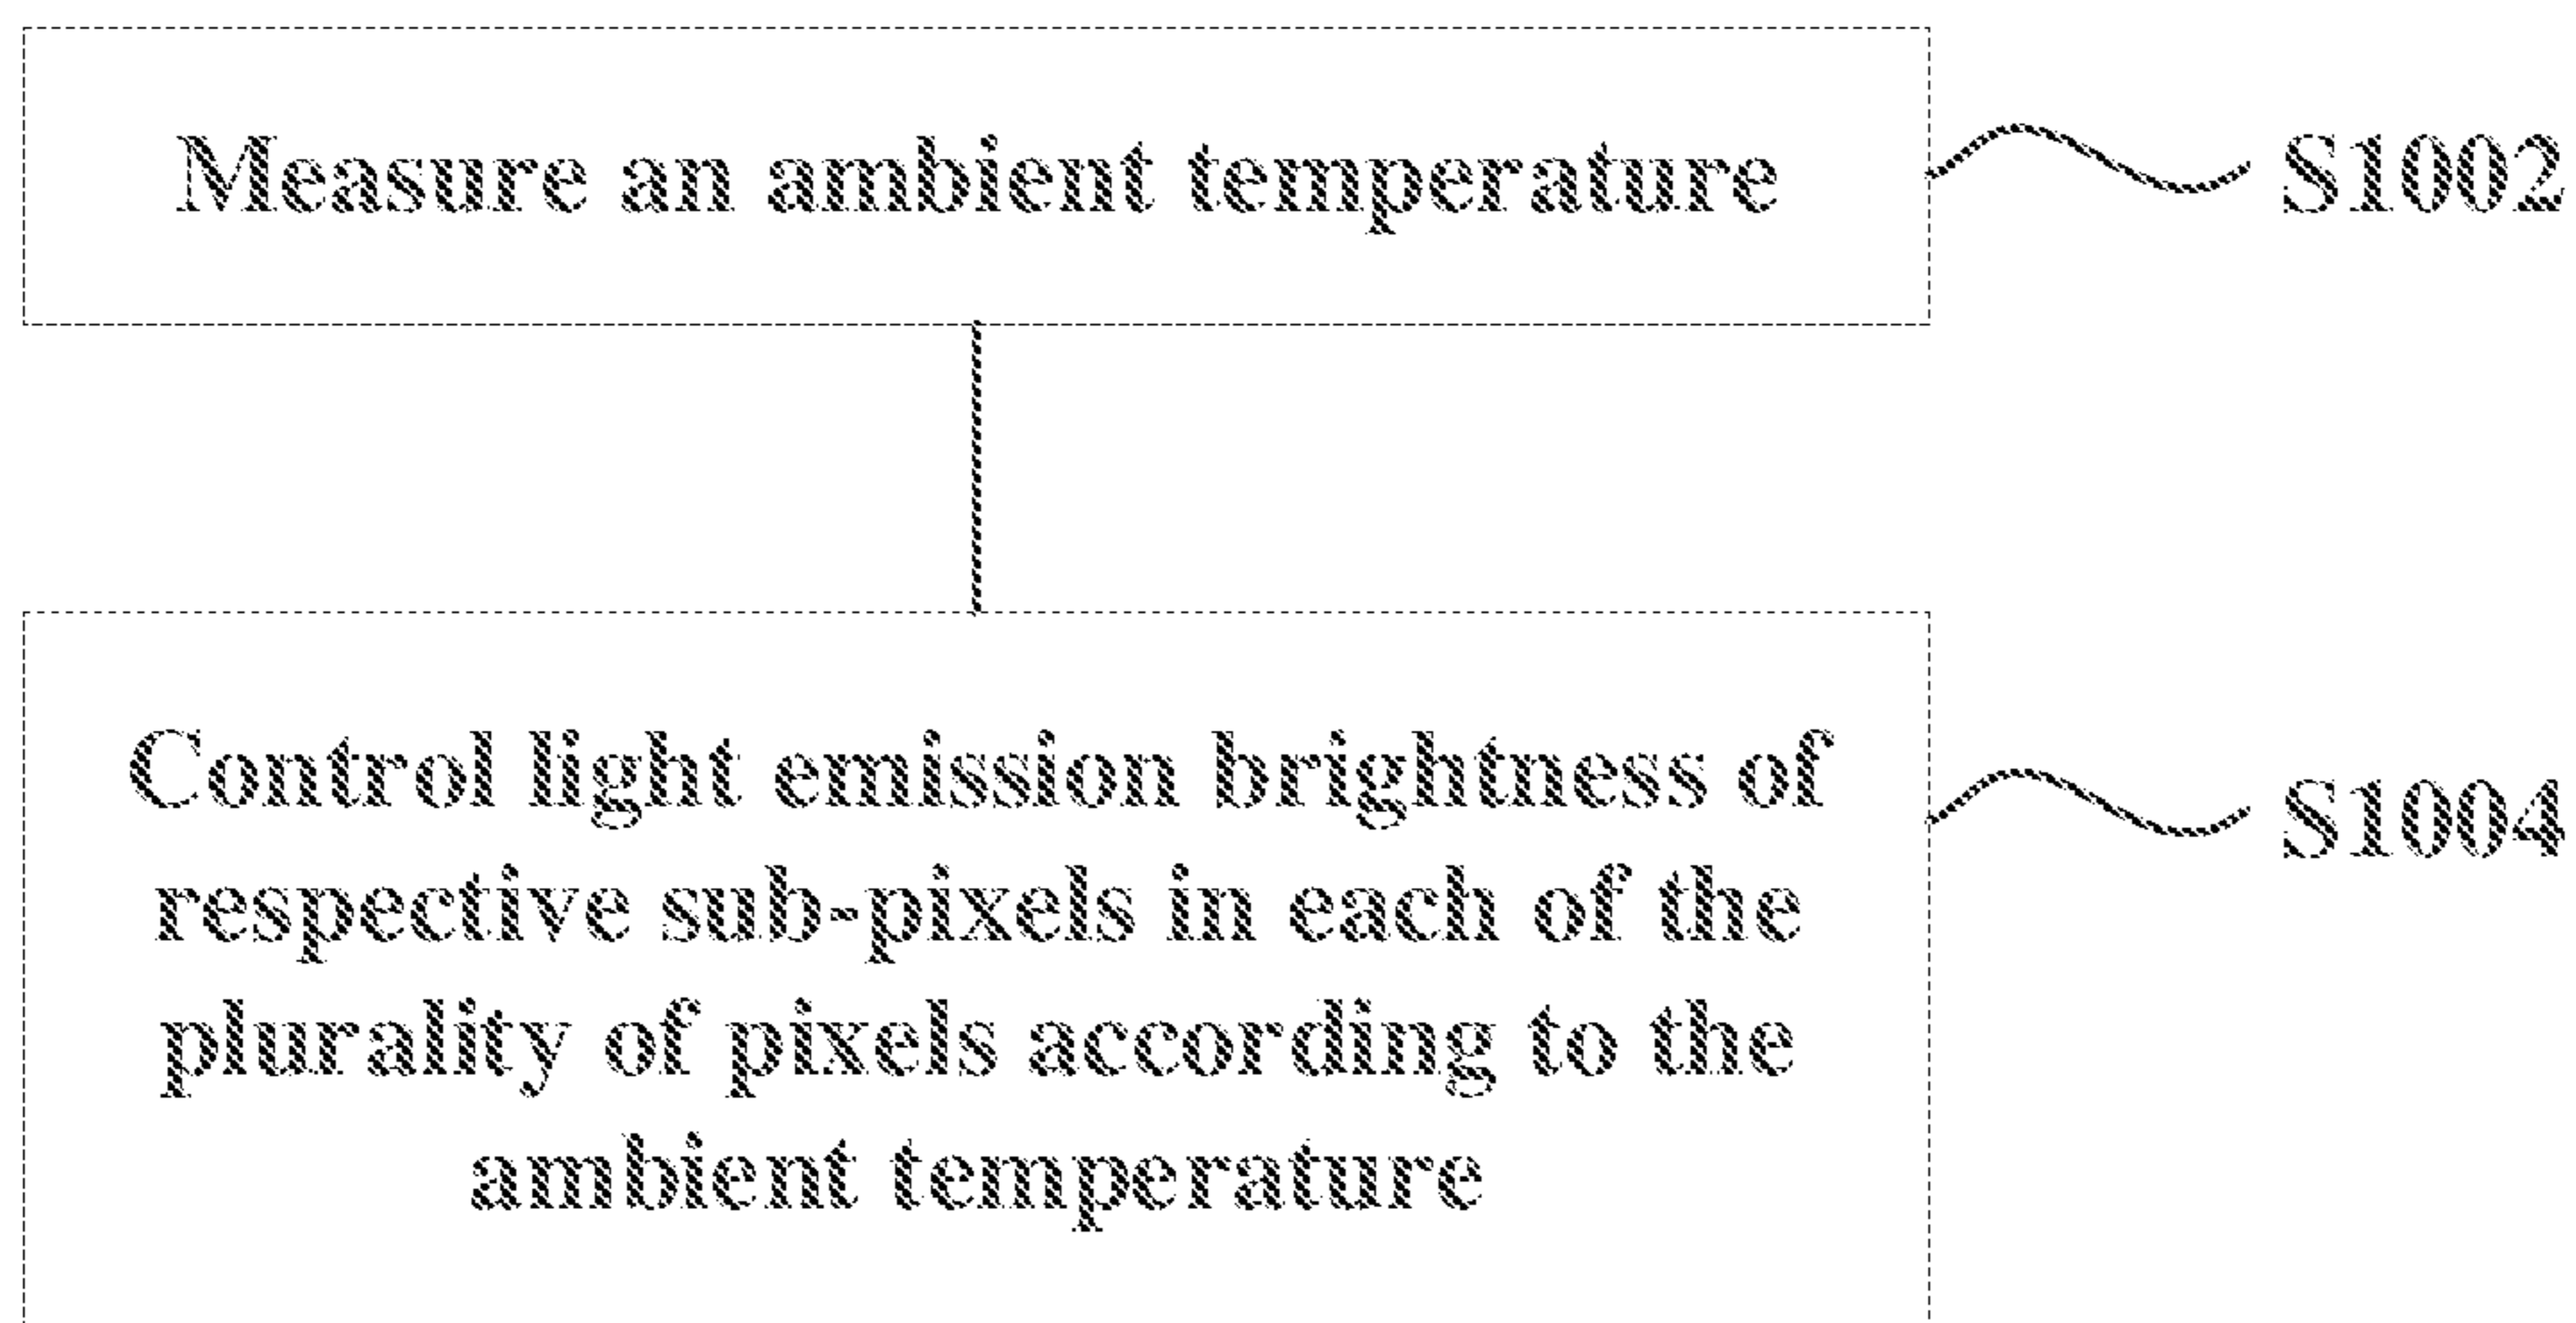 Measure an ambient temperature
S1002
Control light emission brightness of
respective sub-pixels in each of the
plurality of pixels according to the
ambient temperature
S1004